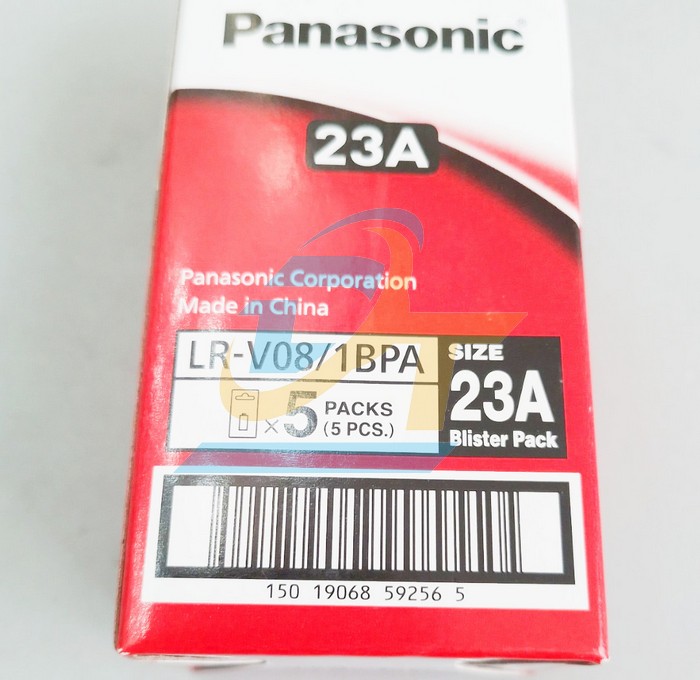 Panasonic
23A
Panasonic Corporation
Made in China
LR-V08/1BPA
SIZE
23A
Blister Pack
× 5 PACKS
(5 PCS.)
150 19068 59256 5